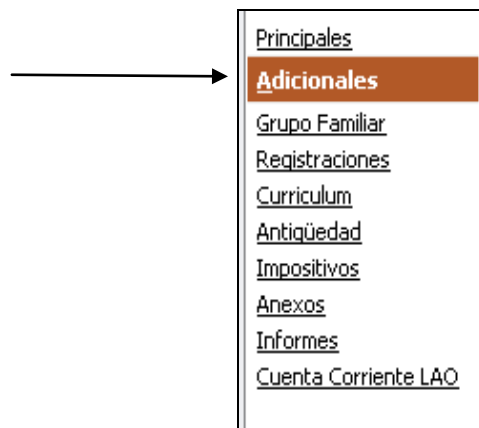 Principales
Adicionales
Grupo Familiar
Registraciones
Curriculum
Antigüedad
Impositivos
Anexos
Informes
Cuenta Corriente LAO